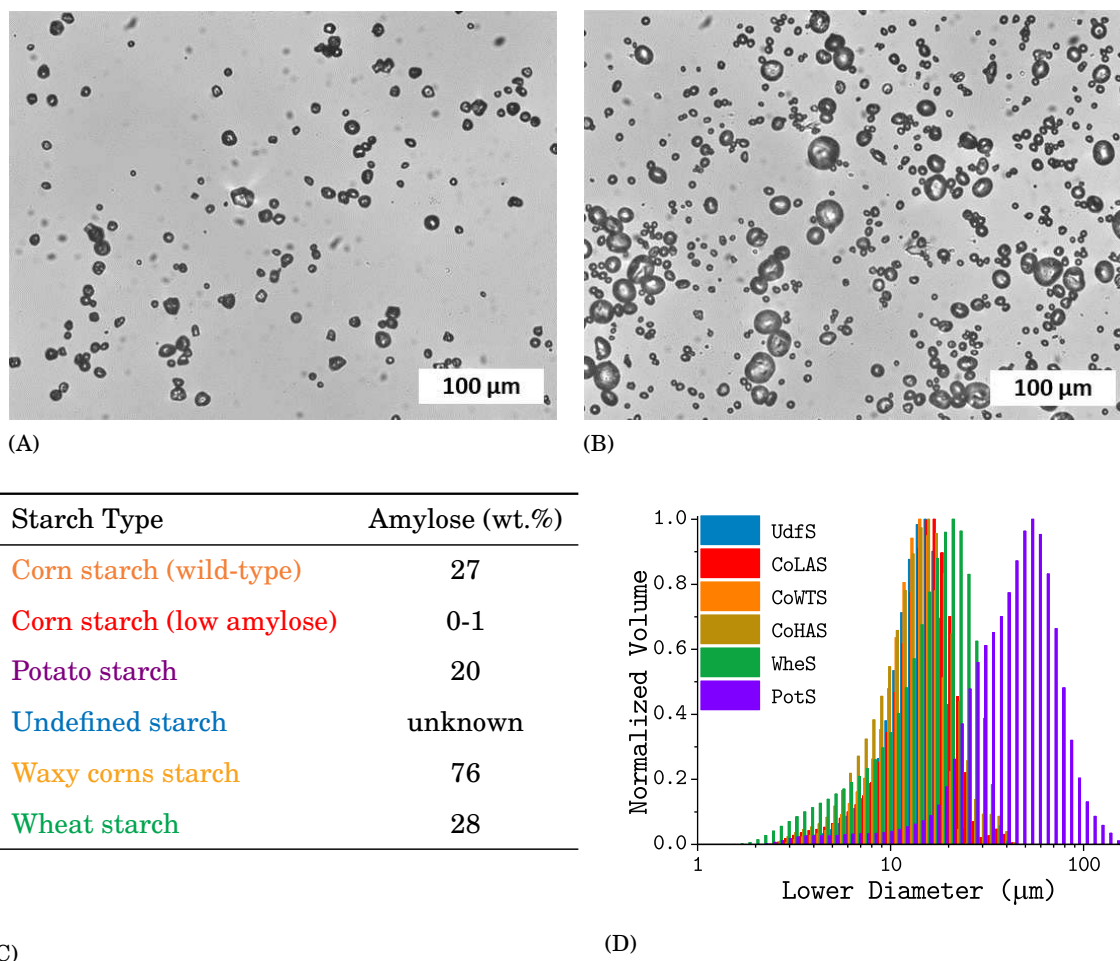 100 µm
100 µm
(A)
(B)
Starch Type Amylose (wt.%)
Corn starch (wild-type) 27
Corn starch (low amylose) 0-1
Potato starch 20
Undefined starch unknown
Waxy corns starch 76
Wheat starch 28
C)
UdfS
CoLAS
CoWTS
CoHAS
WheS
PotS
Normalized Volume
1.0
0.8
0.6
0.4
0.2
0.0
1 10 100
Lower Diameter (µm)
(D)